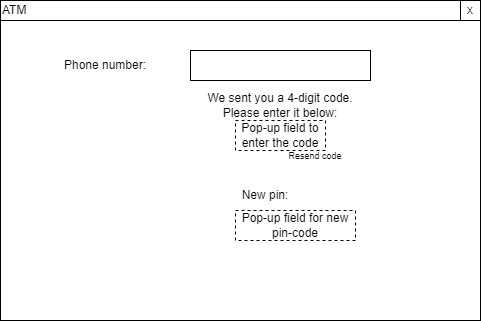 ATM X
Phone number:
We sent you a 4-digit code.
Please enter it below:
Pop-up field to
enter the code
Resend code
New pin:
Pop-up field for new
pin-code